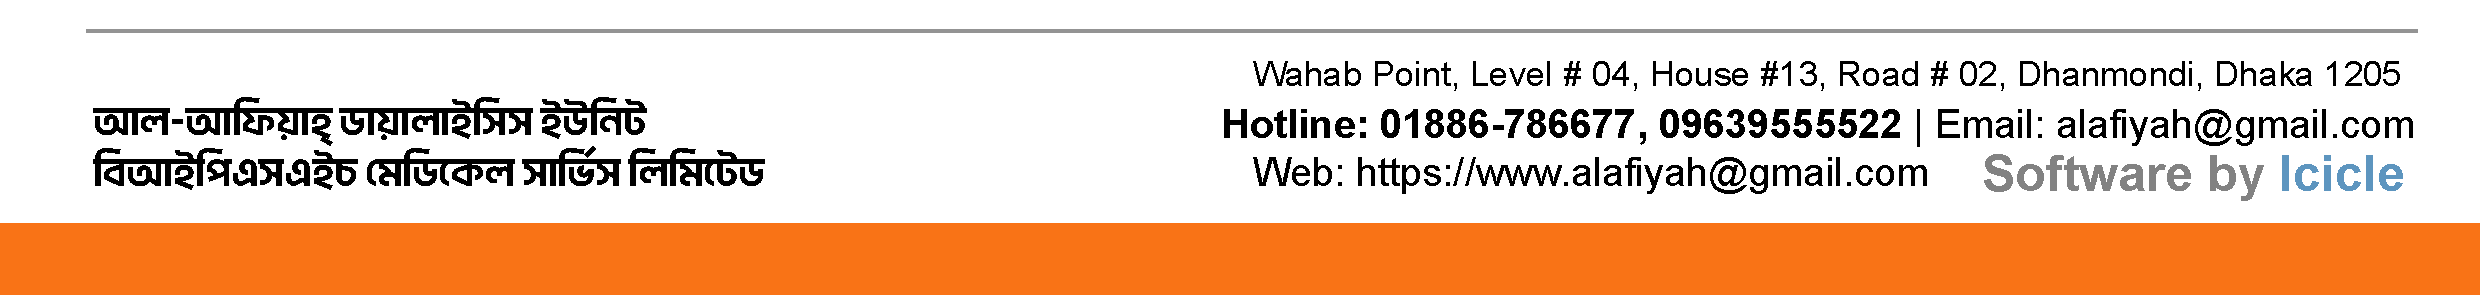 আল-আফিয়াহ্ ডায়ালাইসিস ইউনিট
বিআইপিএসএইচ মেডিকেল সার্ভিস লিমিটেড
Wahab Point, Level # 04, House #13, Road # 02, Dhanmondi, Dhaka 1205
Hotline: 01886-786677, 09639555522 | Email: alafiyah@gmail.com
Web: https://www.alafiyah@gmail.com
Software by Icicle